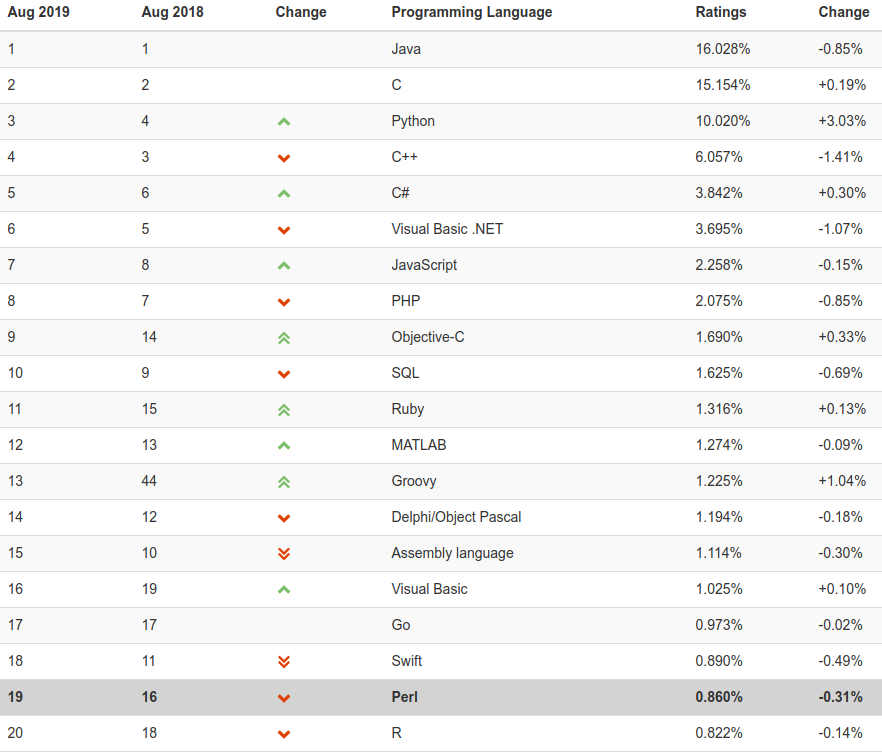 Aug 2019 Aug 2018 Change Programming Language Ratings Change
1 1 Java 16.028% -0.85%
2 2 C 15.154% +0.19%
3 4 Python 10.020% +3.03%
4 3 C++ 6.057% -1.41%
5 6 C# 3.842% +0.30%
6 5 Visual Basic .NET 3.695% -1.07%
7 8 JavaScript 2.258% -0.15%
8 7 PHP 2.075% -0.85%
9 14 Objective-C 1.690% +0.33%
10 9 SQL 1.625% -0.69%
11 15 Ruby 1.316% +0.13%
12 13 MATLAB 1.274% -0.09%
13 44 Groovy 1.225% +1.04%
14 12 Delphi/Object Pascal 1.194% -0.18%
15 10 Assembly language 1.114% -0.30%
16 19 Visual Basic 1.025% +0.10%
17 17 Go 0.973% -0.02%
18 11 Swift 0.890% -0.49%
19 16 Perl 0.860% -0.31%
20 18 R 0.822% -0.14%